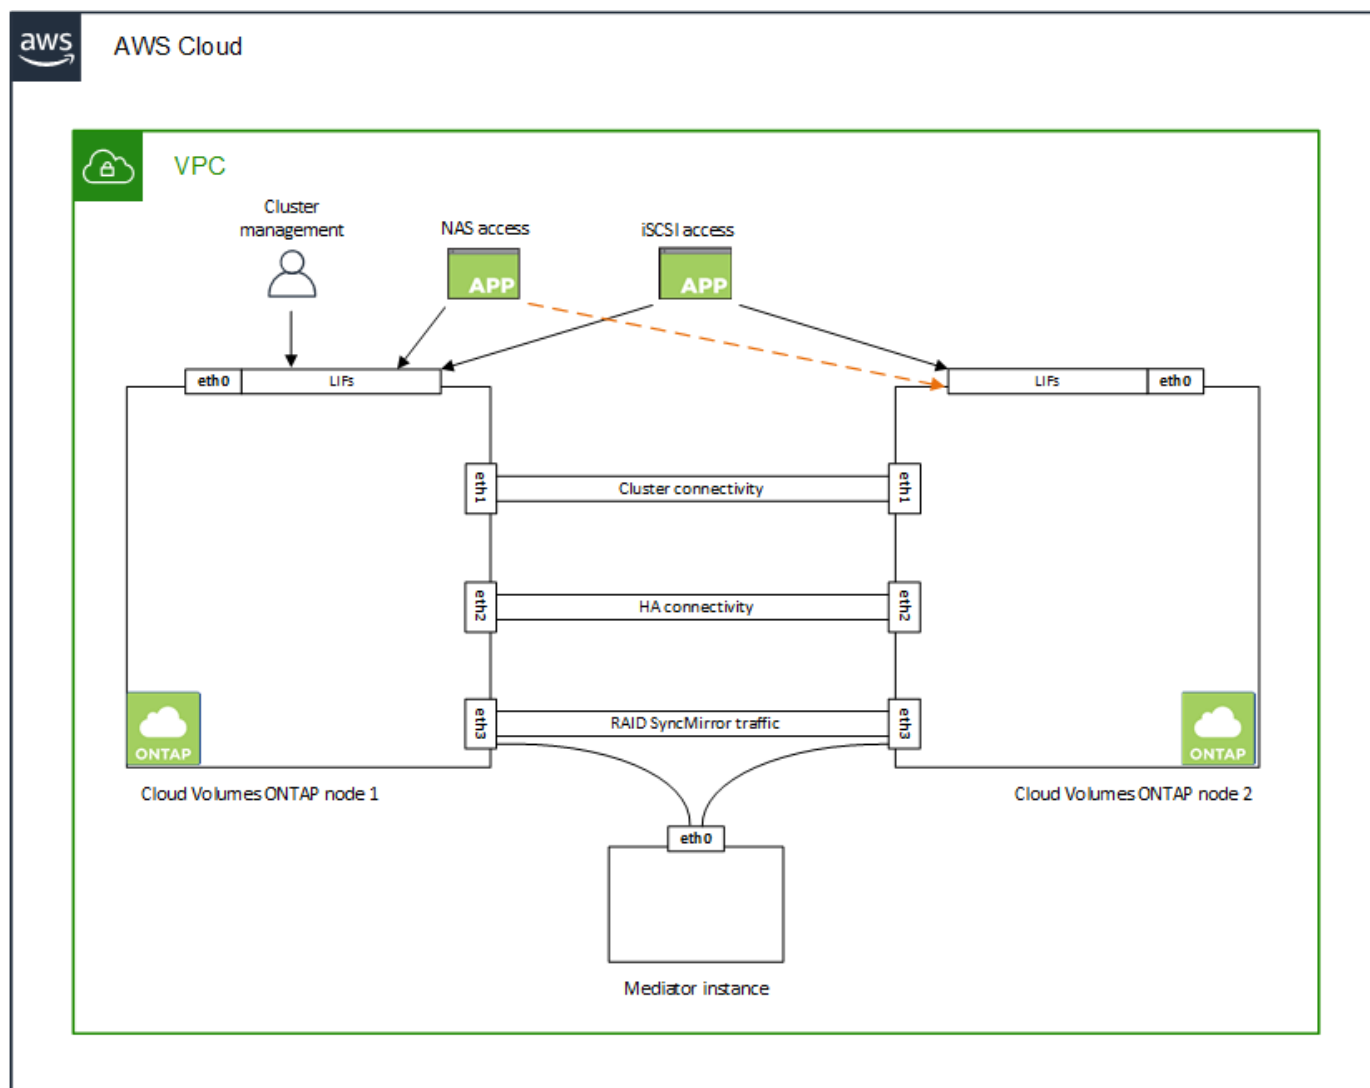 aws
AWS Cloud
VPC
Cluster
management
NAS access
iSCSI access
APP
APP
eth0
LIFs
LIFs
eth0
eth1
Cluster connectivity
eth1
eth2
HA connectivity
eth2
eth3
RAID SyncMirror traffic
eth3
ONTAP
ONTAP
Cloud Volumes ONTAP node 1
Cloud Volumes ONTAP node 2
eth0
Mediator instance